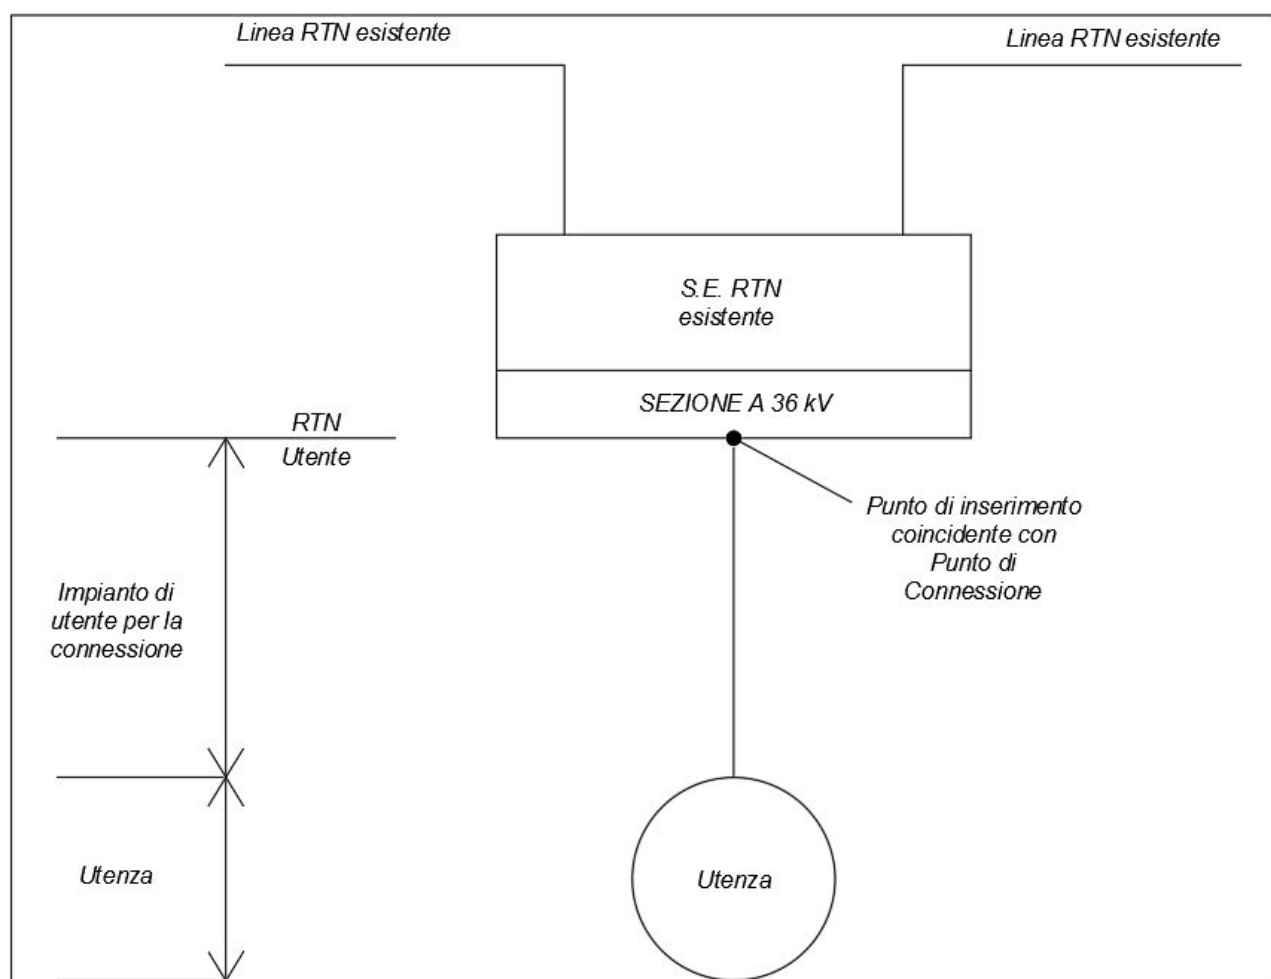 Linea RTN esistente
Linea RTN esistente
S.E. RTN
esistente
SEZIONE A 36 kV
RTN
Utente
Punto di inserimento
coincidente con
Punto di
Connessione
Impianto di
utente per la
connessione
Utenza
Utenza